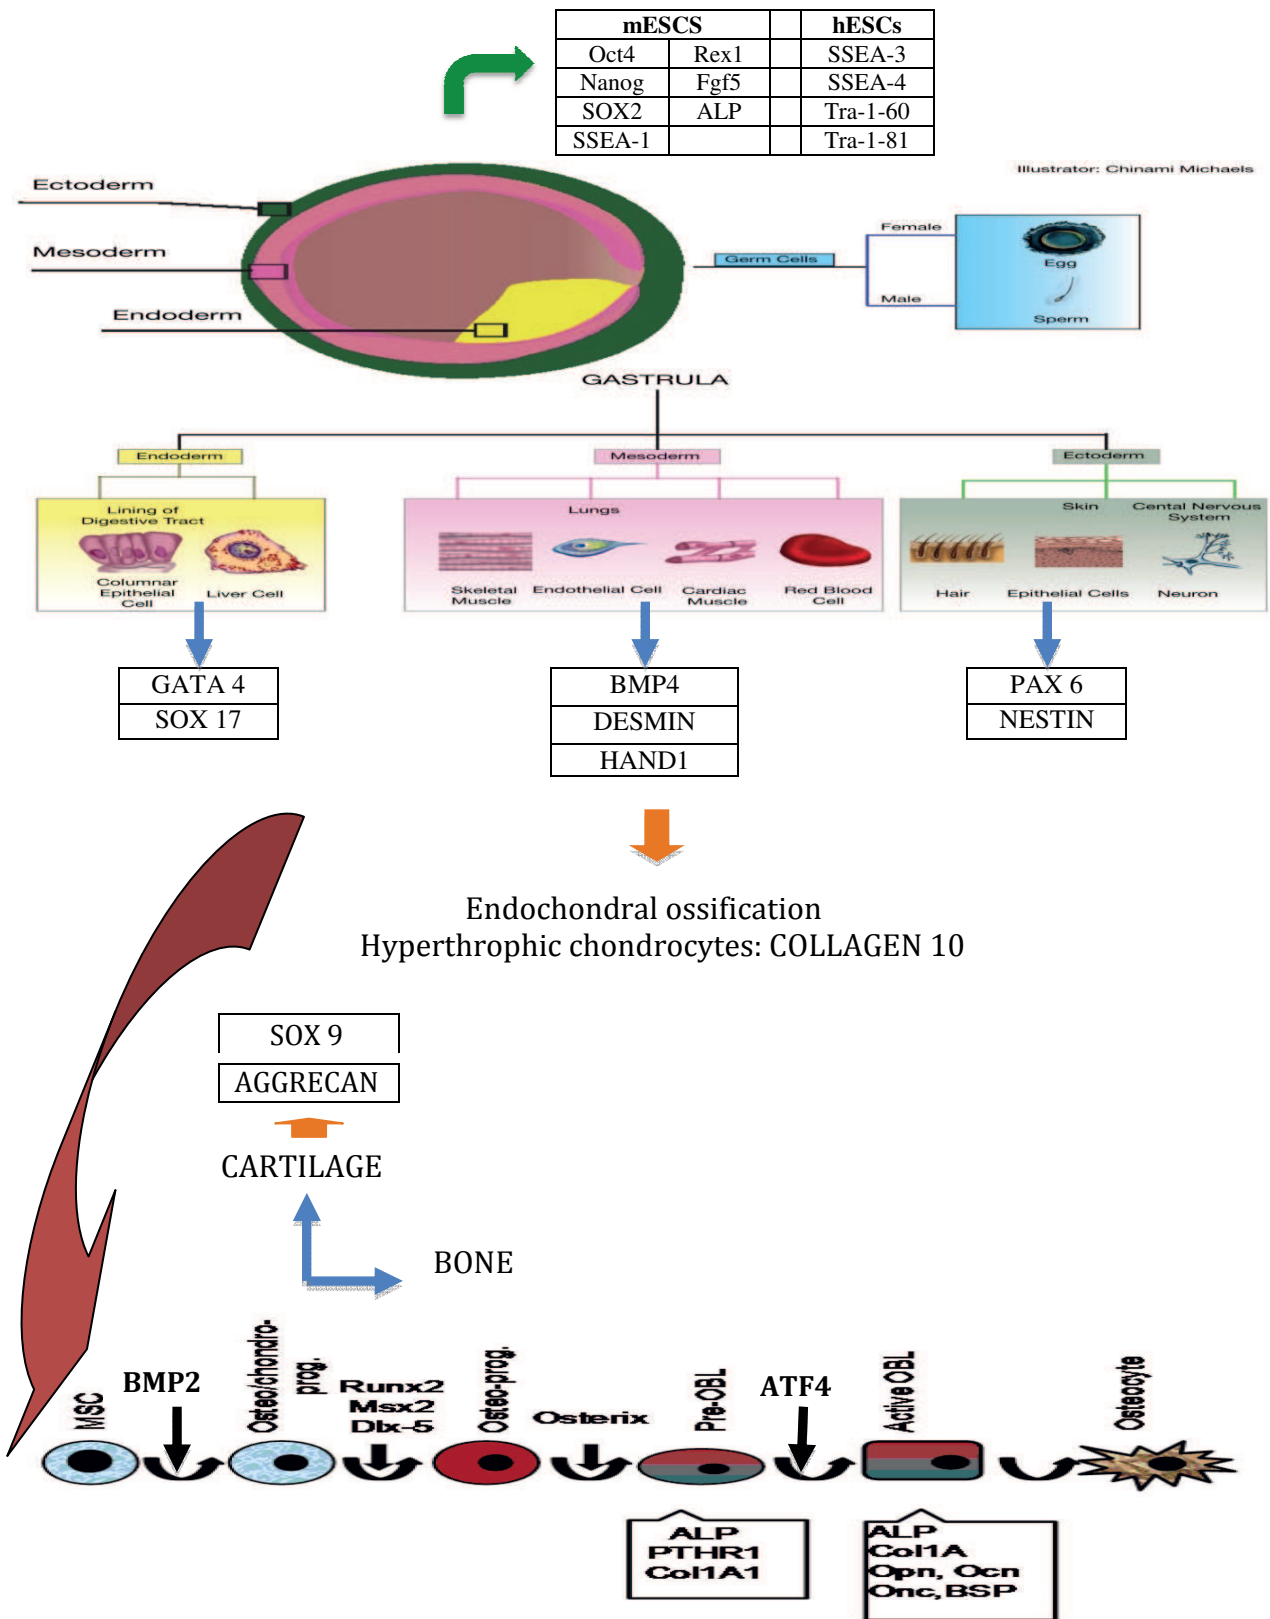 mESCS hESCs
Oct4 Rex1 SSEA-3
Nanog Fgf5 SSEA-4
SOX2 ALP Tra-1-60
SSEA-1 Tra-1-81
Illustrator: Chinami Michaels
Ectoderm
Mesoderm
Endoderm
Germ Cells
Female
Egg
Male
Sperm
GASTRULA
Endoderm
Mesoderm
Ectoderm
Lining of
Digestive Tract
Columnar
Epithelial
Cell
Liver Cell
Lungs
Skeletal
Muscle
Endothelial Cell
Cardiac
Muscle
Red Blood
Cell
Skin
Cental Nervous
System
Hair
Epithelial Cells
Neuron
GATA 4
SOX 17
BMP4
DESMIN
HAND1
PAX 6
NESTIN
Endochondral ossification
Hyperthrophic chondrocytes: COLLAGEN 10
SOX 9
AGGRECAN
CARTILAGE
BONE
MSC
BMP2
Osteo/chondro-
prog.
Runx2
Msx2
Dlx-5
Osteo-prog.
Osterix
Pre-OBL
ATF4
Active OBL
Osteocyte
ALP
PTHR1
Col1A1
ALP
Col1A
Opn, Ocn
Onc,BSP